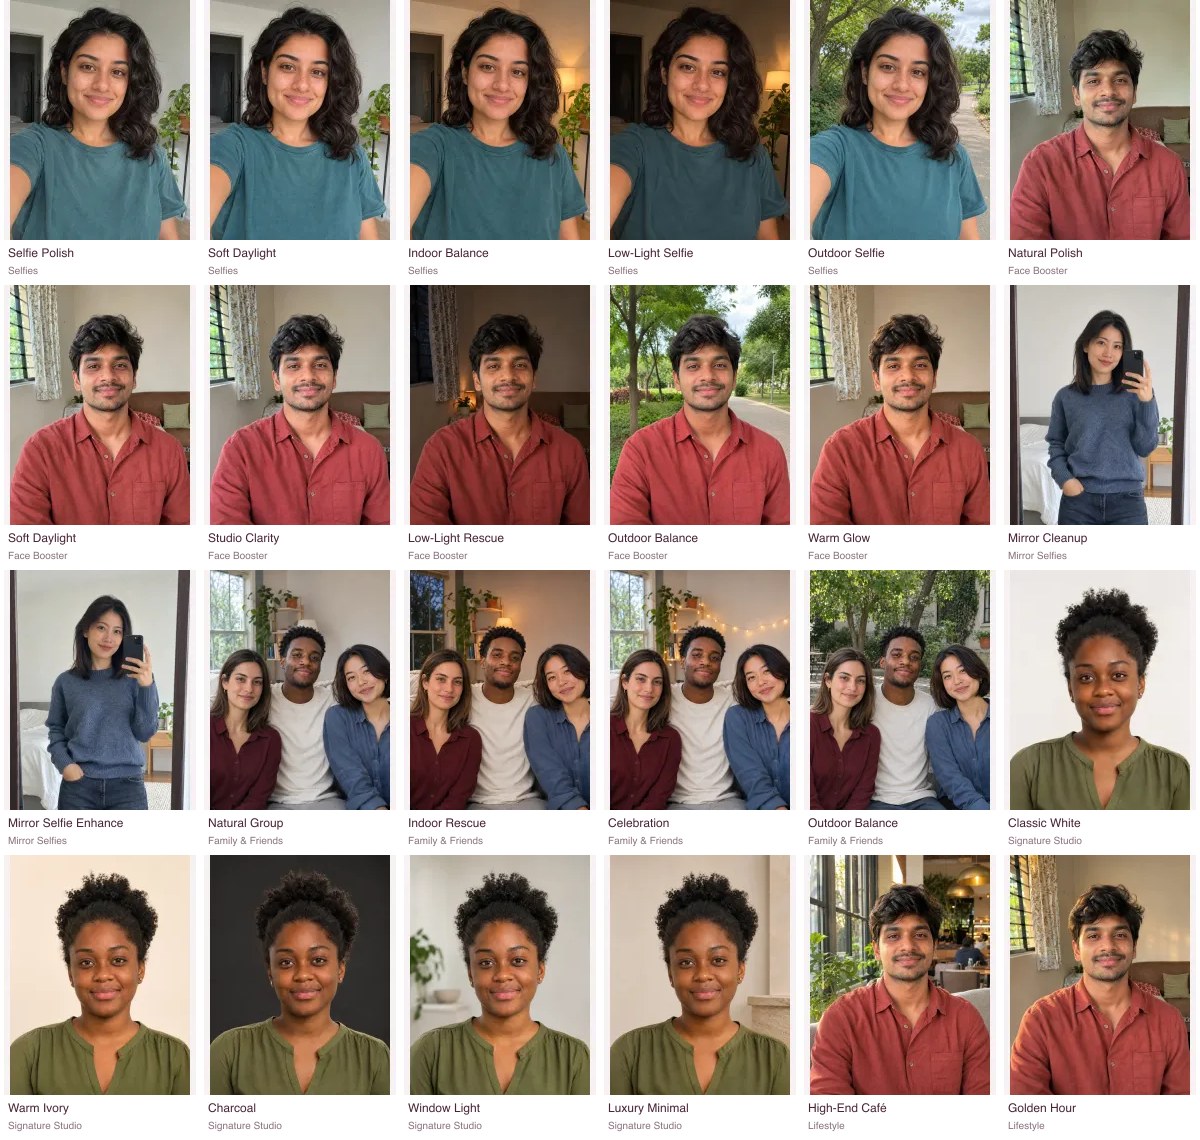 Selfie Polish
Selfies
Soft Daylight
Selfies
Indoor Balance
Selfies
Low-Light Selfie
Selfies
Outdoor Selfie
Selfies
Natural Polish
Face Booster
Soft Daylight
Face Booster
Studio Clarity
Face Booster
Low-Light Rescue
Face Booster
Outdoor Balance
Face Booster
Warm Glow
Face Booster
Mirror Cleanup
Mirror Selfies
Mirror Selfie Enhance
Mirror Selfies
Natural Group
Family & Friends
Indoor Rescue
Family & Friends
Celebration
Family & Friends
Outdoor Balance
Family & Friends
Classic White
Signature Studio
Warm Ivory
Signature Studio
Charcoal
Signature Studio
Window Light
Signature Studio
Luxury Minimal
Signature Studio
High-End Café
Lifestyle
Golden Hour
Lifestyle